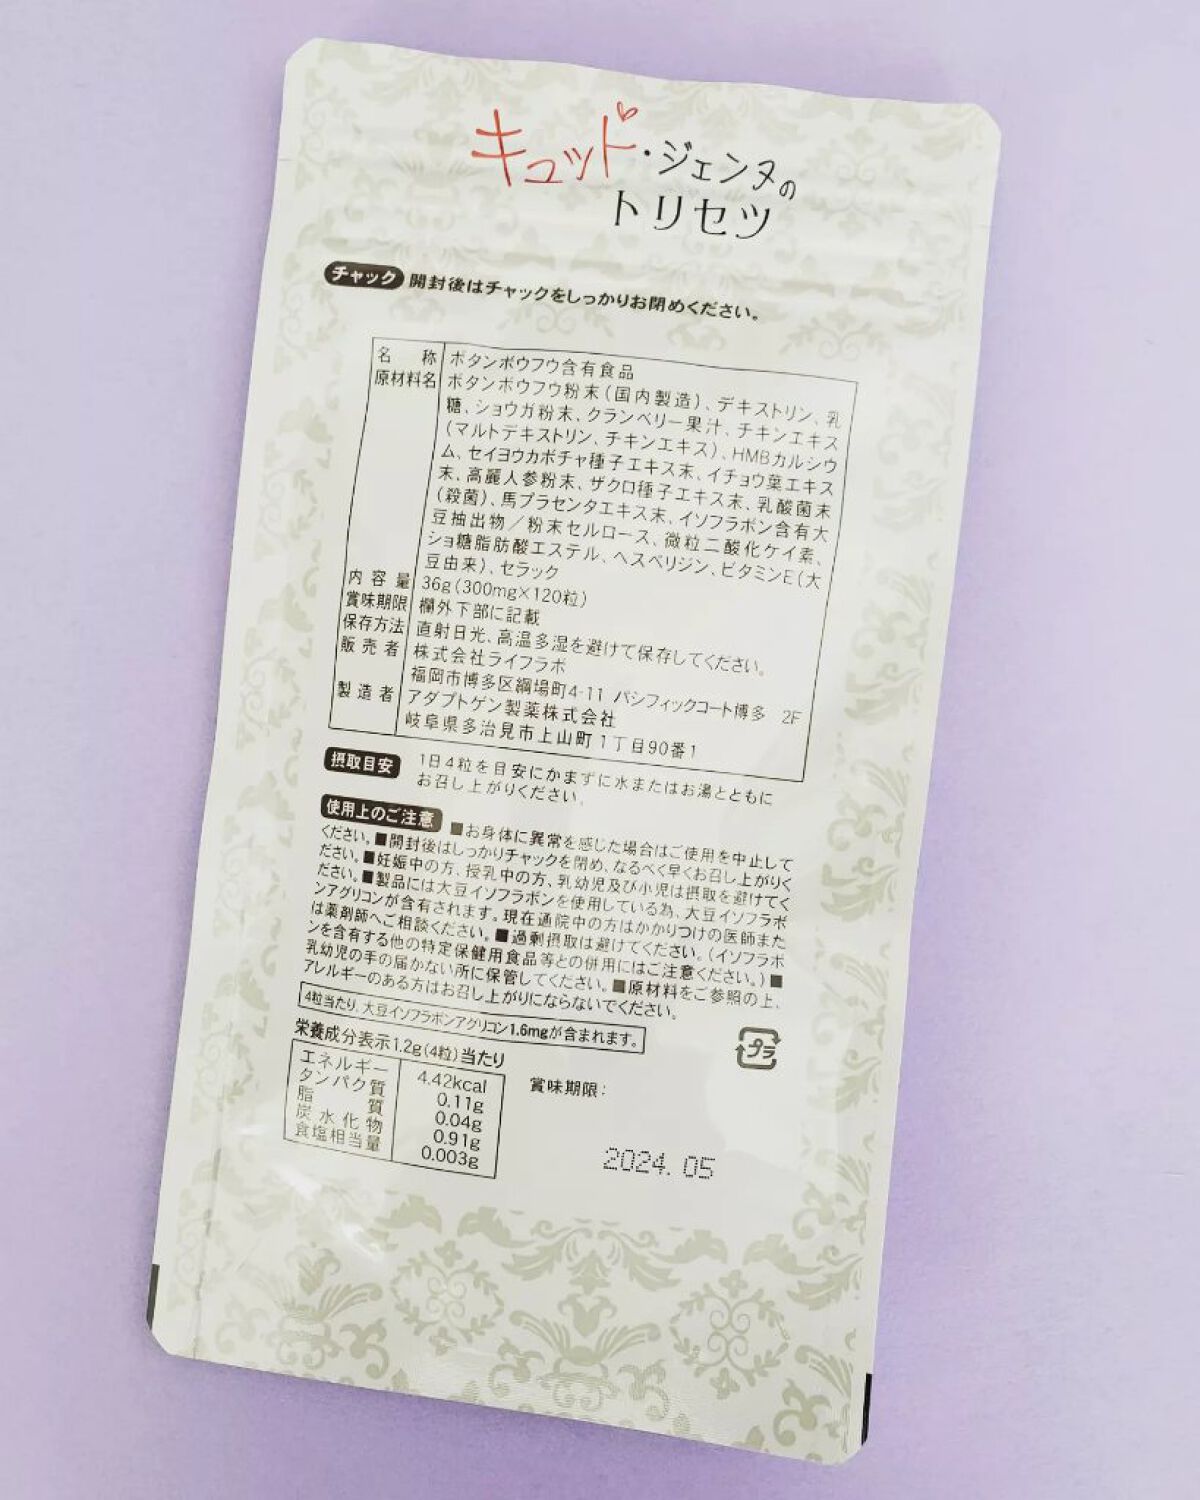 キュッド・ジェンヌの
トリセツ
チャック 開封後はチャックをしっかりお閉めください。
名称 ボタンボウフウ含有食品
原材料名 ボタンボウフウ粉末(国内製造)、デキストリン、乳
糖、ショウガ粉末、クランベリー果汁、チキンエキス
(マルトデキストリン、チキンエキス)、HMBカルシウ
ム、セイヨウカボチャ種子エキス末、イチョウ葉エキス
末、高麗人参粉末、ザクロ種子エキス末、乳酸菌末
(殺菌)、馬プラセンタエキス末、イソフラボン含有大
豆抽出物/粉末セルロース、微粒二酸化ケイ素、
ショ糖脂肪酸エステル、ヘスペリジン、ビタミンE(大
豆由来)、セラック
内容量 36g(300mg×120粒)
賞味期限 欄外下部に記載
保存方法 直射日光、高温多湿を避けて保存してください。
販売者 株式会社ライフラボ
福岡市博多区綱場町4-11 パシフィックコート博多 2F
製造者 アダプトゲン製薬株式会社
岐阜県多治見市上山町1丁目90番1
摂取目安 1日4粒を目安にかまずに水またはお湯とともに
お召し上がりください。
使用上のご注意 ■お身体に異常を感じた場合はご使用を中止して
ください。■開封後はしっかりチャックを閉め、なるべく早くお召し上がりく
ださい。■妊娠中の方、授乳中の方、乳幼児及び小児は摂取を避けてく
ださい。■製品には大豆イソフラボンを使用している為、大豆イソフラボ
ンアグリコンが含有されます。現在通院中の方はかかりつけの医師また
は薬剤師へご相談ください。■過剰摂取は避けてください。(イソフラボ
ンを含有する他の特定保健用食品等との併用にはご注意ください。)■
乳幼児の手の届かない所に保管してください。■原材料をご参照の上、
アレルギーのある方はお召し上がりにならないでください。
4粒当たり、大豆イソフラボンアグリコン1.6mgが含まれます。
プラ
栄養成分表示1.2g(4粒)当たり
エネルギー 4.42kcal
タンパク質 0.11g
脂質 0.04g
炭水化物 0.91g
食塩相当量 0.003g
賞味期限:
2024.05